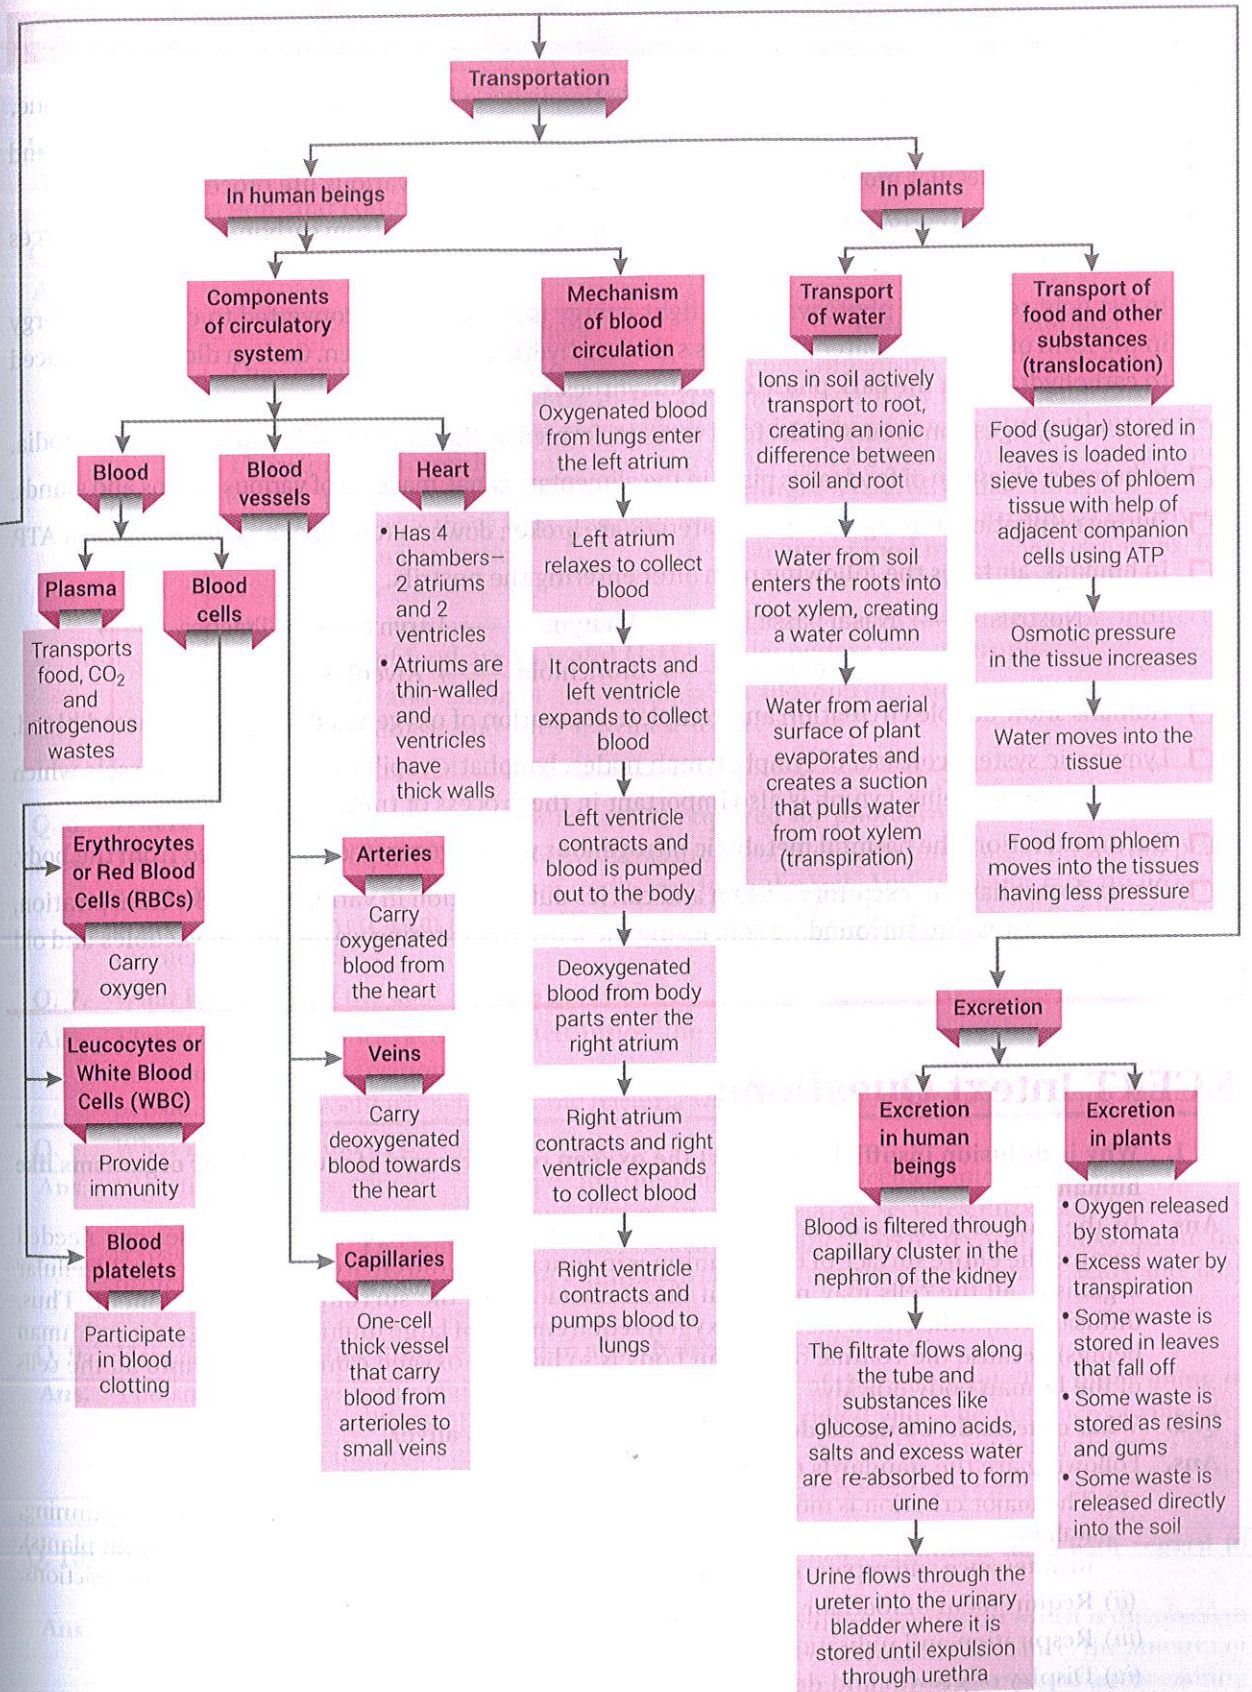 Transportation
In human beings
In plants
Components
of circulatory
system
Mechanism
of blood
circulation
Transport
of water
Transport of
food and other
substances
(translocation)
Blood
Blood
vessels
Heart
Plasma
Transports
food, CO₂
and
nitrogenous
wastes
Blood
cells
• Has 4
chambers–
2 atriums
and 2
ventricles
• Atriums are
thin-walled
and
ventricles
have
thick walls
Erythrocytes
or Red Blood
Cells (RBCs)
Carry
oxygen
Leucocytes or
White Blood
Cells (WBC)
Provide
immunity
Blood
platelets
Participate
in blood
clotting
Arteries
Carry
oxygenated
blood from
the heart
Veins
Carry
deoxygenated
blood towards
the heart
Capillaries
One-cell
thick vessel
that carry
blood from
arterioles to
small veins
Oxygenated blood
from lungs enter
the left atrium
Left atrium
relaxes to collect
blood
It contracts and
left ventricle
expands to collect
blood
Left ventricle
contracts and
blood is pumped
out to the body
Deoxygenated
blood from body
parts enter the
right atrium
Right atrium
contracts and right
ventricle expands
to collect blood
Right ventricle
contracts and
pumps blood to
lungs
Ions in soil actively
transport to root,
creating an ionic
difference between
soil and root
Water from soil
enters the roots into
root xylem, creating
a water column
Water from aerial
surface of plant
evaporates and
creates a suction
that pulls water
from root xylem
(transpiration)
Food (sugar) stored in
leaves is loaded into
sieve tubes of phloem
tissue with help of
adjacent companion
cells using ATP
Osmotic pressure
in the tissue increases
Water moves into the
tissue
Food from phloem
moves into the tissues
having less pressure
Excretion
Excretion
in human
beings
Blood is filtered through
capillary cluster in the
nephron of the kidney
The filtrate flows along
the tube and
substances like
glucose, amino acids,
salts and excess water
are re-absorbed to form
urine
Urine flows through the
ureter into the urinary
bladder where it is
stored until expulsion
through urethra
Excretion
in plants
• Oxygen released
by stomata
• Excess water by
transpiration
• Some waste is
stored in leaves
that fall off
• Some waste is
stored as resins
and gums
• Some waste is
released directly
into the soil